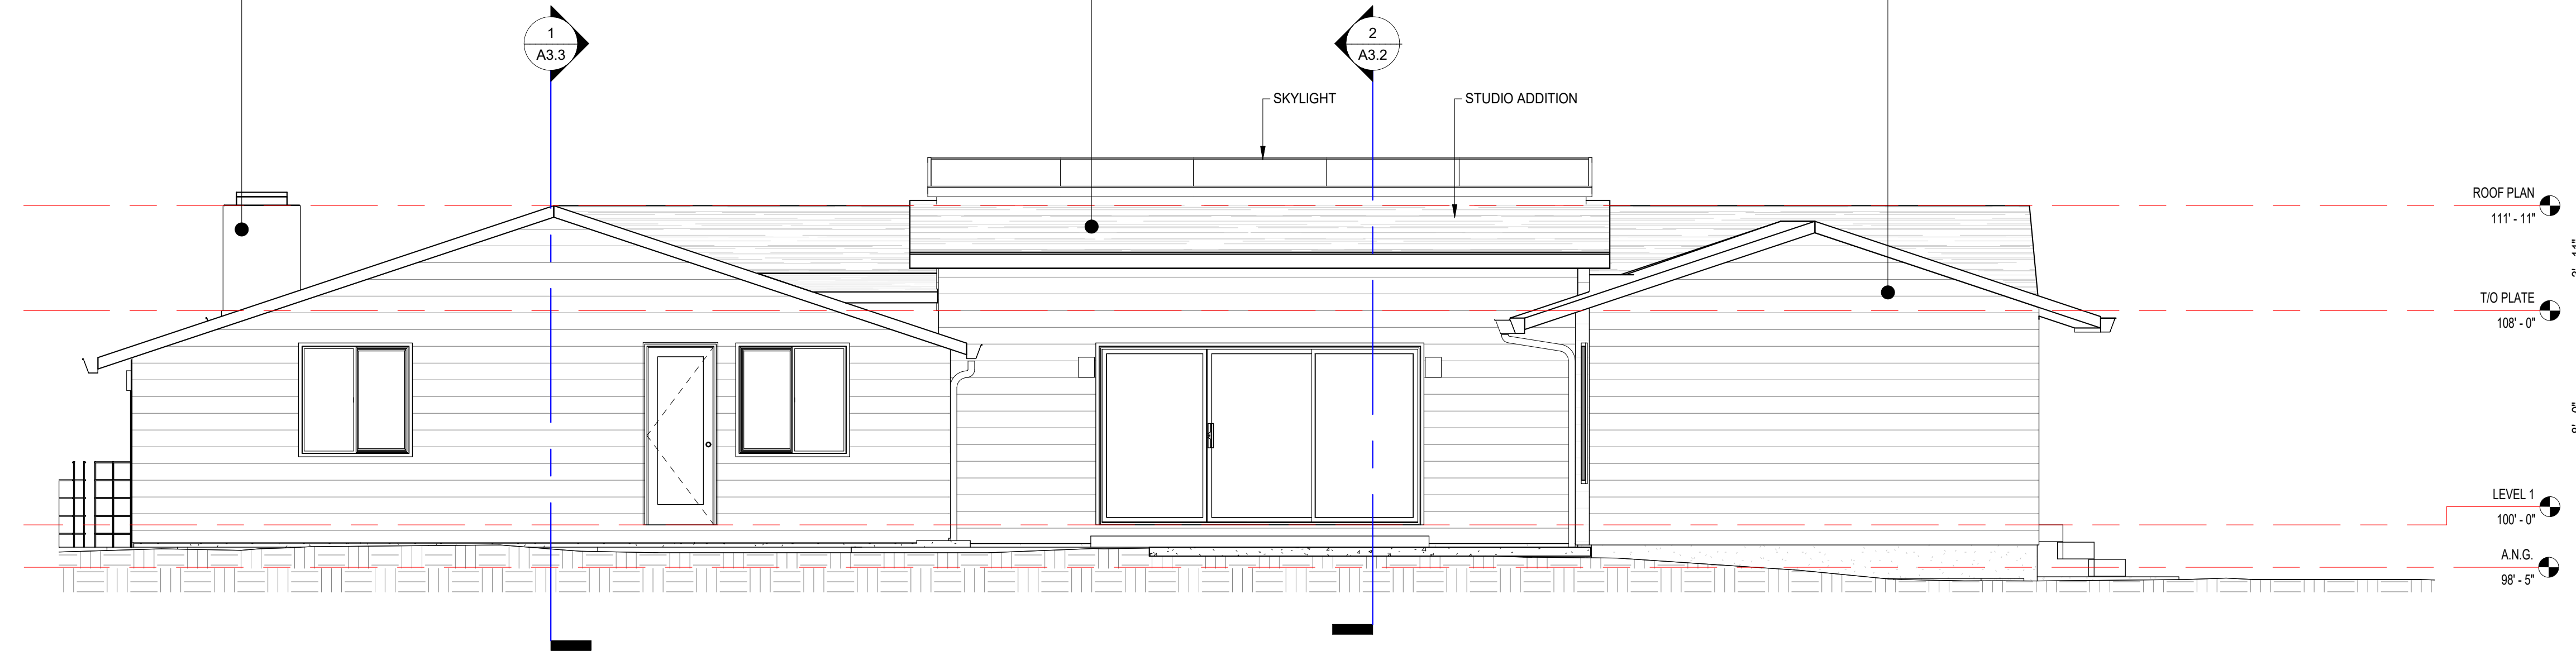 1
A3.3
2
A3.2
SKYLIGHT
STUDIO ADDITION
ROOF PLAN
111' - 11"
T/O PLATE
108' - 0"
LEVEL 1
100' - 0"
A.N.G.
98' - 5"